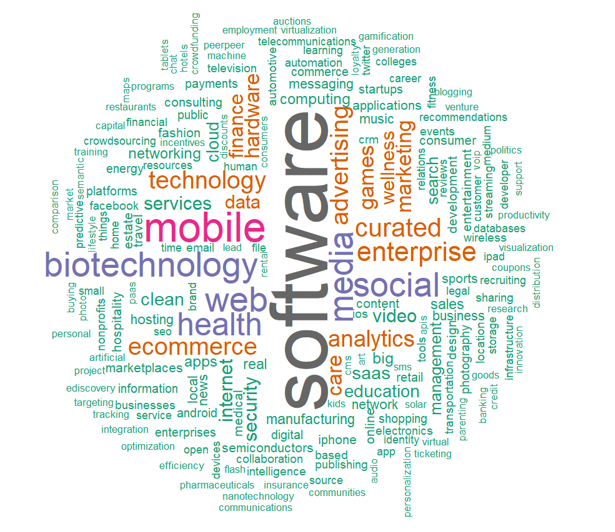 auctions
employment
virtualization
gamification
peerpeer
telecommunications
generation
crowdfunding
hotels
chat
tablets
machine
learning
loyalty
twitter
colleges
television
automotive
automation
commerce
career
maps
programs
payments
messaging
startups
fitness
blogging
restaurants
consulting
hardware
computing
applications
venture
capital
financial
public
cloud
discounts
finance
music
recommendations
crowdsourcing
fashion
incentives
consumers
software
advertising
crm
events
training
networking
games
wellness
marketing
relations
consumer
medium
politics
energy
resources
human
search
reviews
voip
support
semantic
technology
development
entertainment
customer
streaming
developer
comparison
market
predictive
platforms
data
productivity
facebook
services
curated
databases
lifestyle
things
home
estate
travel
mobile
wireless
visualization
time
email
lead
file
enterprise
ipad
rental
media
coupons
distribution
biotechnology
social
sports
recruiting
buying
photo
small
paas
clean
brand
web
legal
sharing
content
sales
research
personal
nonprofits
hospitality
hosting
seo
health
os
video
apis
business
infrastructure
innovation
artificial
ecommerce
analytics
tools
design
locations
storage
project
marketplaces
apps
real
care
cms
art
big
sms
management
photography
goods
ediscovery
information
local
news
internet
saas
retail
transportation
credit
targeting
businesses
education
parenting
banking
tracking
service
android
medical
security
kids
network
solar
integration
enterprises
manufacturing
online
shopping
digital
iphone
electronics
identity
virtual
optimization
open
devices
semiconductors
based
app
ticketing
efficiency
collaboration
publishing
audio
personalization
flash
intelligence
source
pharmaceuticals
insurance
communities
nanotechnology
communications